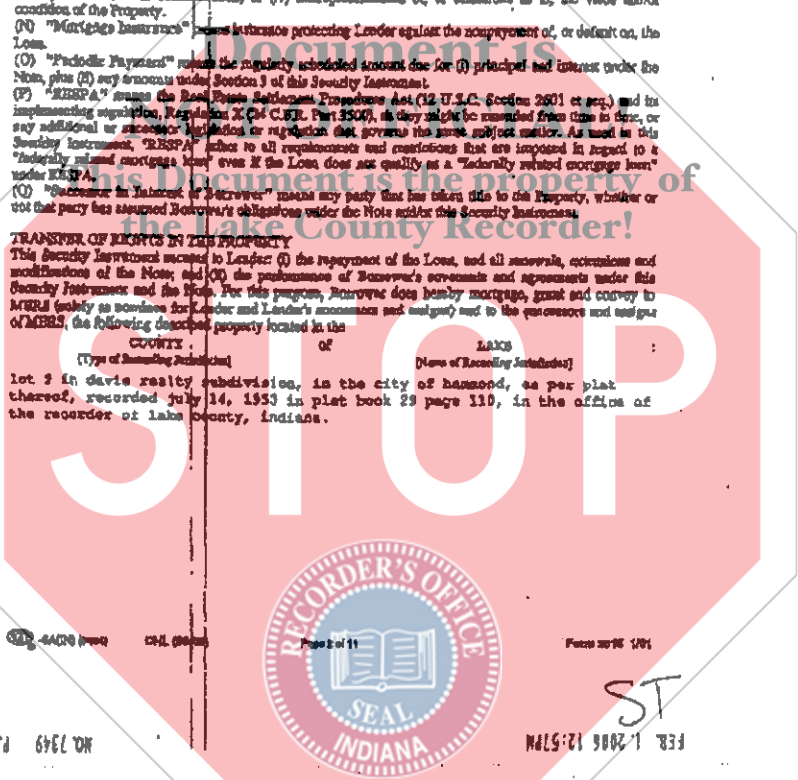 condition of the Property.
(N) "Mortgage Insurance" means insurance protecting Lender against the nonpayment of, or default on, the
Loan.
(O) "Periodic Payment" means the regularly scheduled amount due for (i) principal and interest under the
Note, plus (ii) any amounts under Section 3 of this Security Instrument.
(P) "RESPA" means the Real Estate Settlement Procedures Act (12 U.S.C. Section 2601 et seq.) and its
implementing regulation, Regulation X (24 C.F.R. Part 3500), as they might be amended from time to time, or
any additional or successor legislation or regulation that governs the same subject matter. As used in this
Security Instrument, "RESPA" refers to all requirements and restrictions that are imposed in regard to a
"federally related mortgage loan" even if the Loan does not qualify as a "federally related mortgage loan"
under RESPA.
(Q) "Successor in Interest of Borrower" means any party that has taken title to the Property, whether or
not that party has assumed Borrower's obligations under the Note and/or this Security Instrument.
Document is
NOT OFFICIAL!
This Document is the property of
the Lake County Recorder!
TRANSFER OF RIGHTS IN THE PROPERTY
This Security Instrument secures to Lender: (i) the repayment of the Loan, and all renewals, extensions and
modifications of the Note; and (ii) the performance of Borrower's covenants and agreements under this
Security Instrument and the Note. For this purpose, Borrower does hereby mortgage, grant and convey to
MERS (solely as nominee for Lender and Lender's successors and assigns) and to the successors and assigns
of MERS, the following described property located in the
COUNTY of LAKE :
[Type of Recording Jurisdiction] [Name of Recording Jurisdiction]
lot 9 in davis realty subdivision, in the city of hammond, as per plat
thereof, recorded july 14, 1953 in plat book 29 page 110, in the office of
the recorder of lake county, indiana.
STOP
RECORDER'S OFFICE
SEAL
INDIANA
Page 2 of 11
1/01
ST
FEB. 1. 2006 12:57PM
NO. 7349 P.